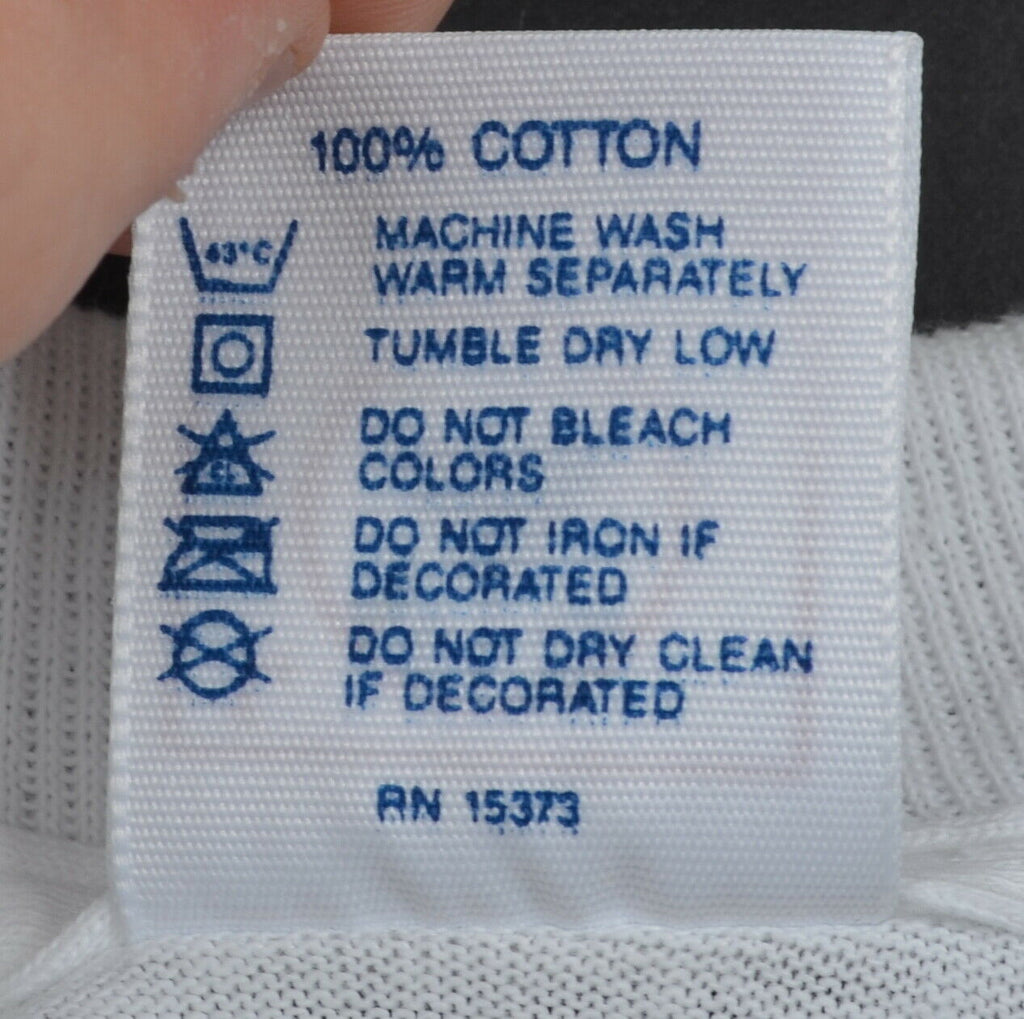 100% COTTON
43°C
MACHINE WASH
WARM SEPARATELY
TUMBLE DRY LOW
CL
DO NOT BLEACH
COLORS
DO NOT IRON IF
DECORATED
DO NOT DRY CLEAN
IF DECORATED
RN 15373